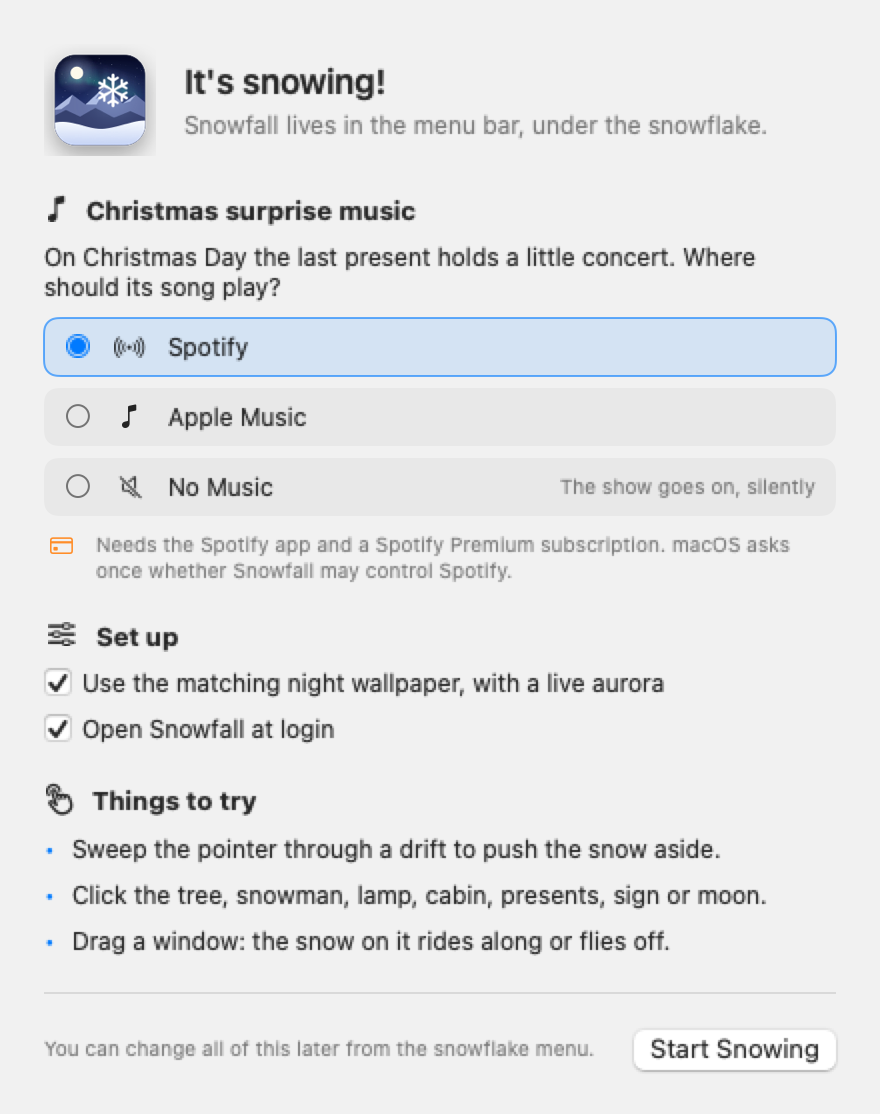 It's snowing!
Snowfall lives in the menu bar, under the snowflake.
Christmas surprise music
On Christmas Day the last present holds a little concert. Where
should its song play?
Spotify
Apple Music
No Music
The show goes on, silently
Needs the Spotify app and a Spotify Premium subscription. macOS asks
once whether Snowfall may control Spotify.
Set up
Use the matching night wallpaper, with a live aurora
Open Snowfall at login
Things to try
• Sweep the pointer through a drift to push the snow aside.
• Click the tree, snowman, lamp, cabin, presents, sign or moon.
• Drag a window: the snow on it rides along or flies off.
You can change all of this later from the snowflake menu.
Start Snowing